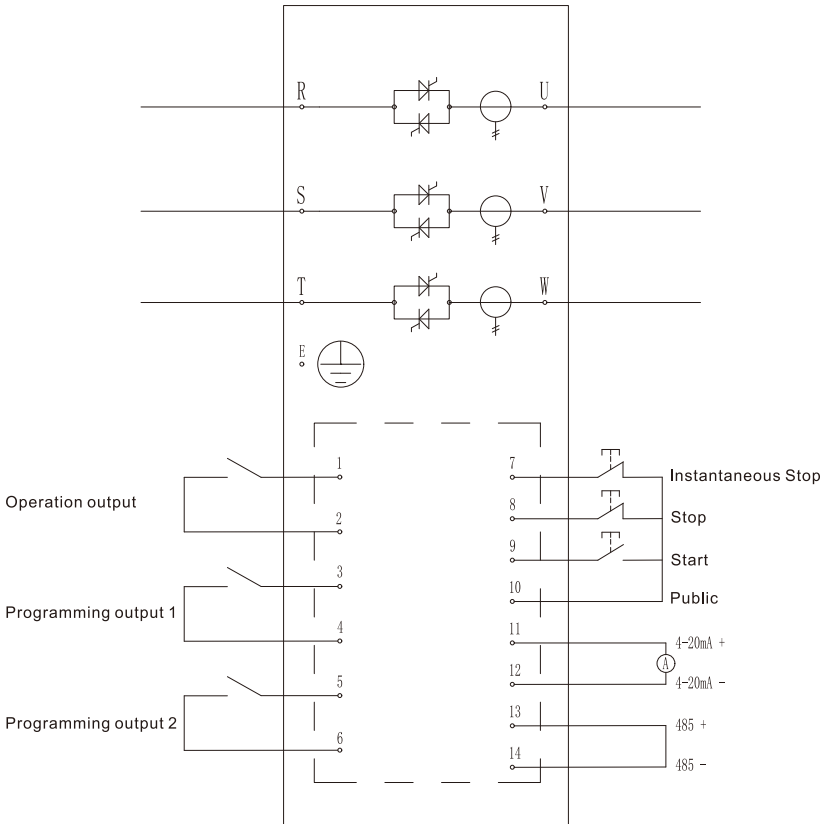 R U
S V
T W
E
1
2
3
4
5
6
Operation output
Programming output 1
Programming output 2
7 Instantaneous Stop
8 Stop
9 Start
10 Public
11 4-20mA +
A
12 4-20mA -
13 485 +
14 485 -